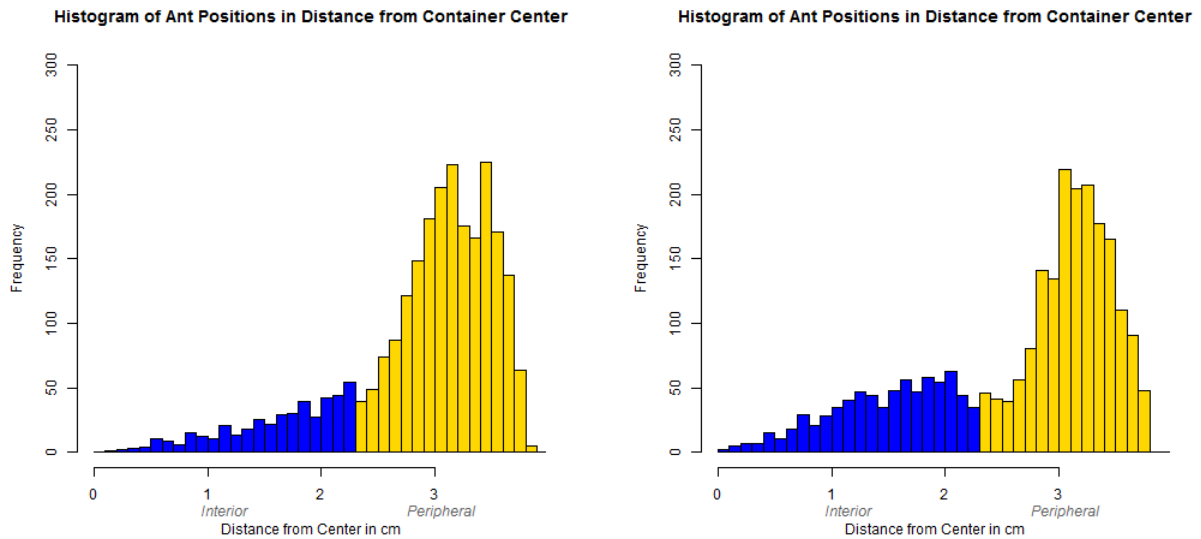 Histogram of Ant Positions in Distance from Container Center
300
250
200
150
100
50
0
Frequency
0 1 2 3
Interior Peripheral
Distance from Center in cm
Histogram of Ant Positions in Distance from Container Center
300
250
200
150
100
50
0
Frequency
0 1 2 3
Interior Peripheral
Distance from Center in cm